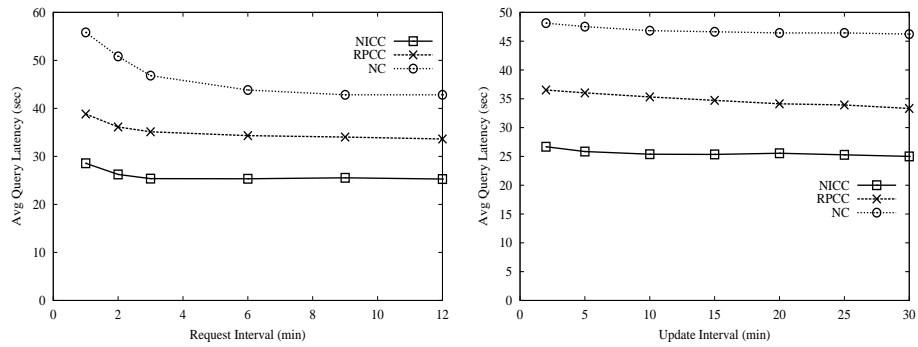 60
50
40
30
20
10
0
0 2 4 6 8 10 12
Avg Query Latency (sec)
Request Interval (min)
NICC
RPCC
NC
50
45
40
35
30
25
20
15
10
5
0
0 5 10 15 20 25 30
Avg Query Latency (sec)
Update Interval (min)
NICC
RPCC
NC